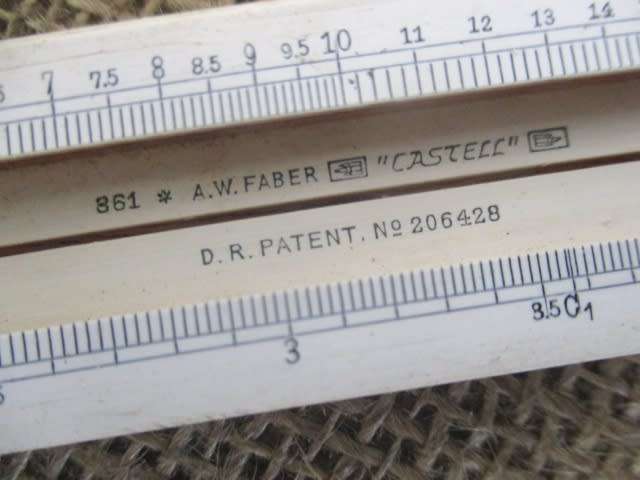 7 7.5 8 8.5 9 9.5 10 11 12 13 14
361 * A.W. FABER "CASTELL"
D. R. PATENT. Nº 206428
3 3.5 C₁